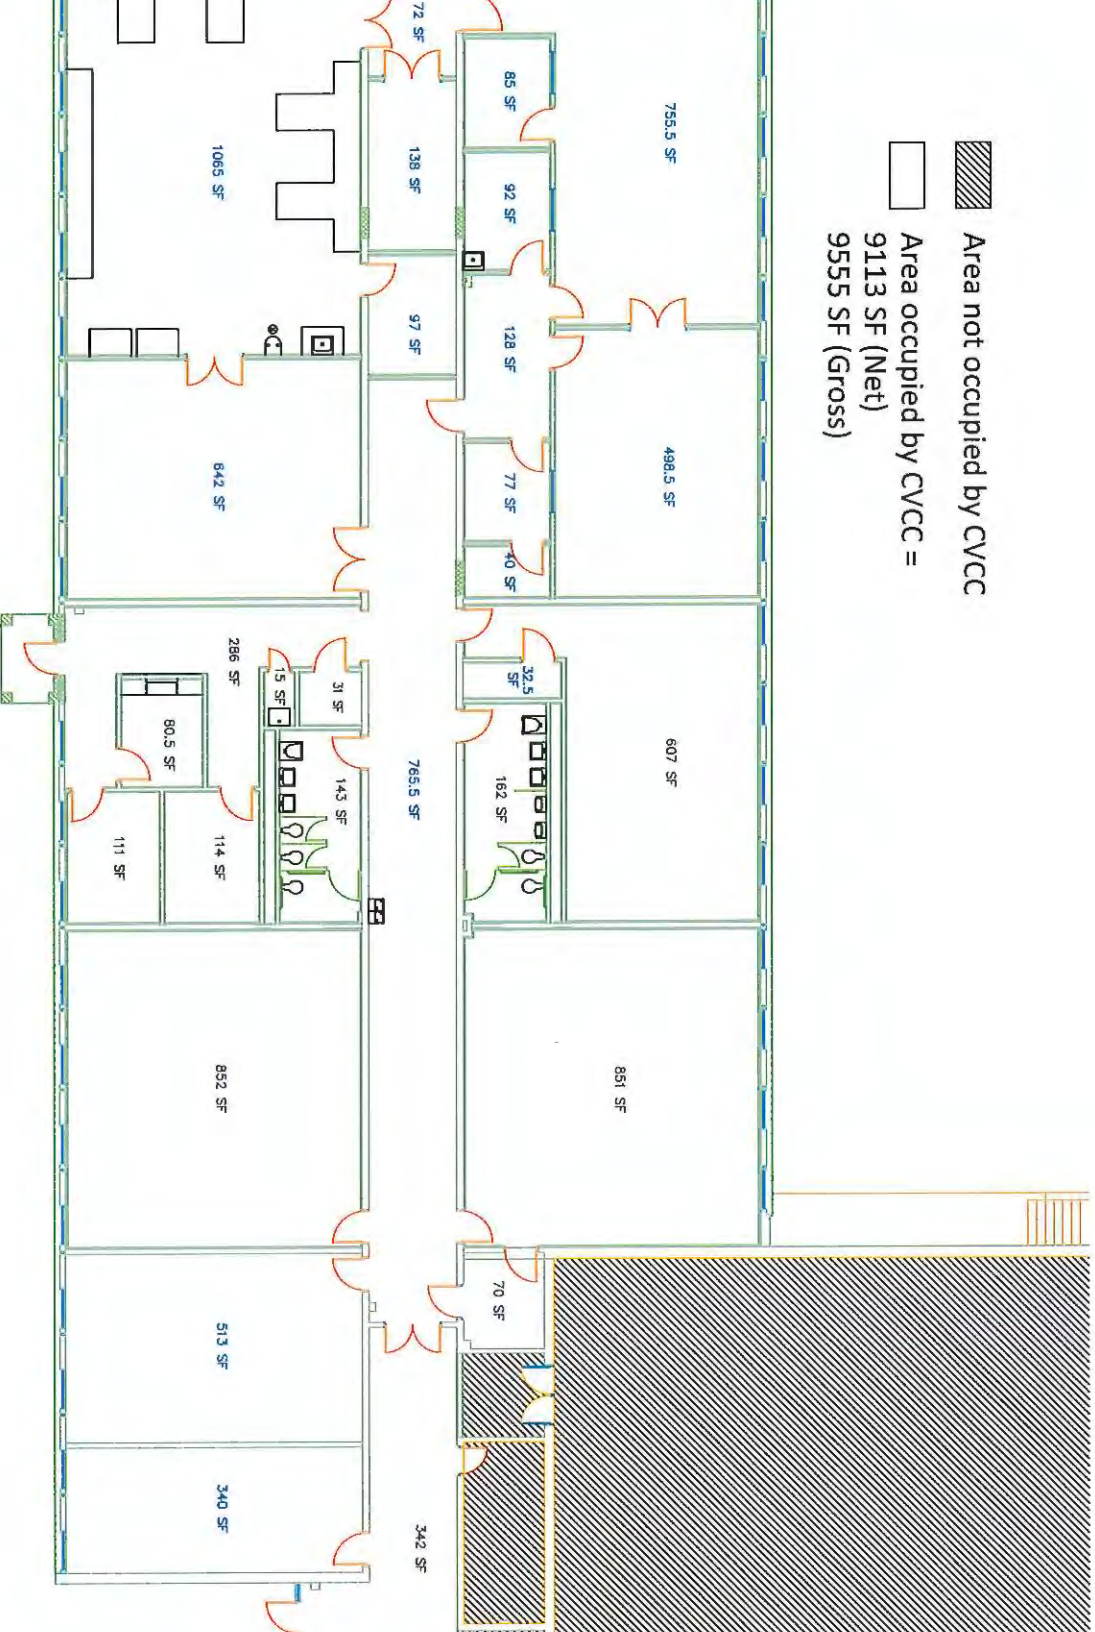 Area not occupied by CVCC
Area occupied by CVCC =
9113 SF (Net)
9555 SF (Gross)
755.5 SF
498.5 SF
607 SF
851 SF
85 SF
92 SF
128 SF
77 SF
40 SF
32.5
SF
162 SF
70 SF
72 SF
138 SF
97 SF
765.5 SF
342 SF
31 SF
143 SF
15 SF
286 SF
1065 SF
642 SF
80.5 SF
114 SF
111 SF
852 SF
513 SF
340 SF